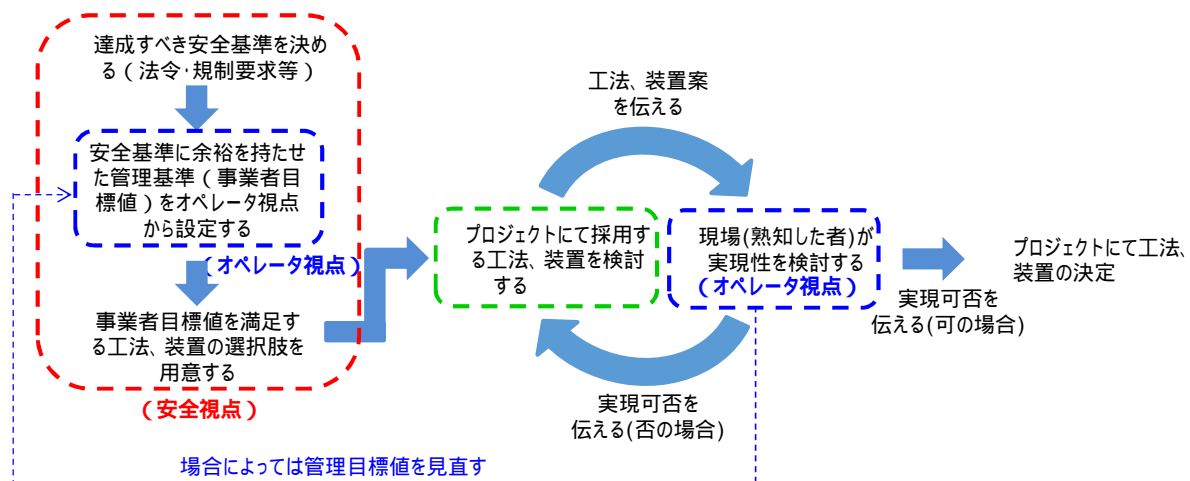 達成すべき安全基準を決め
る（法令･規制要求等）
安全基準に余裕を持たせ
た管理基準（事業者目
標値）をオペレータ視点
から設定する
（オペレータ視点）
事業者目標値を満足す
る工法、装置の選択肢を
用意する
（安全視点）
工法、装置案
を伝える
プロジェクトにて採用す
る工法、装置を検討
する
現場(熟知した者)が
実現性を検討する
（オペレータ視点）
実現可否を
伝える(否の場合)
実現可否を
伝える(可の場合)
プロジェクトにて工法、
装置の決定
場合によっては管理目標値を見直す